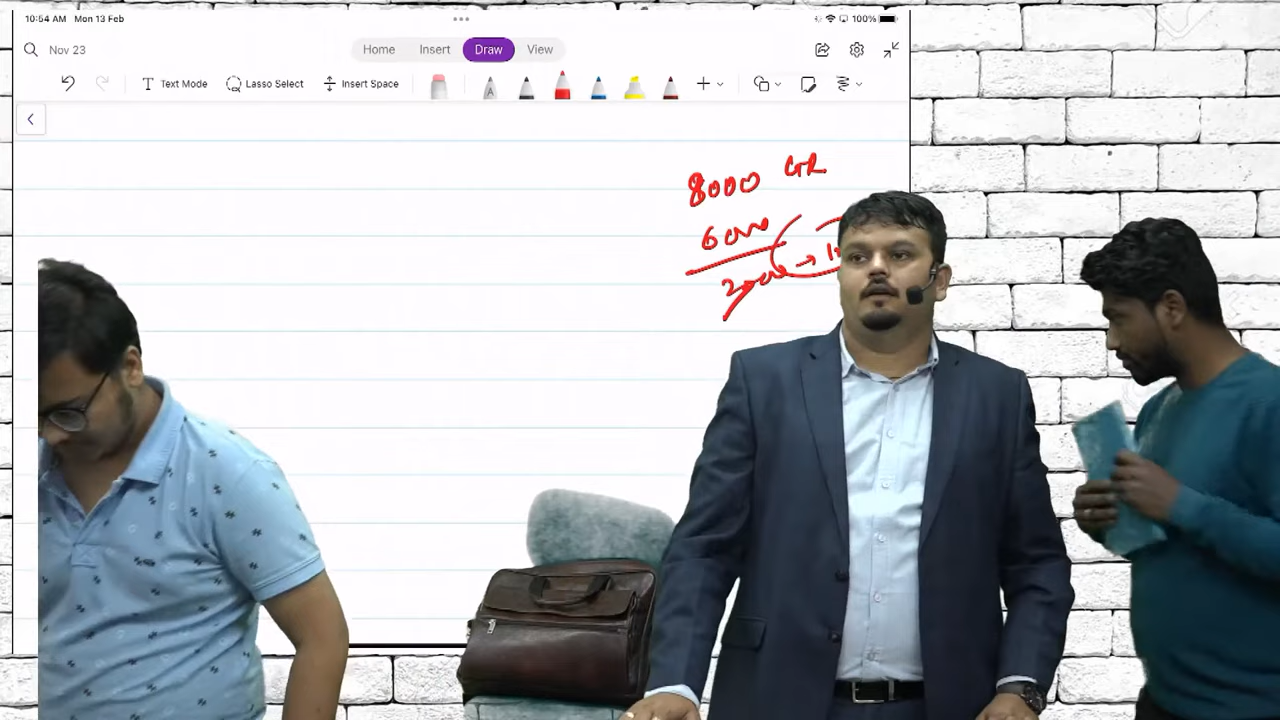 10:54 AM Mon 13 Feb
100%
Nov 23
Home Insert Draw View
Text Mode Lasso Select Insert Space
A
8000 GR
6000
2000 →